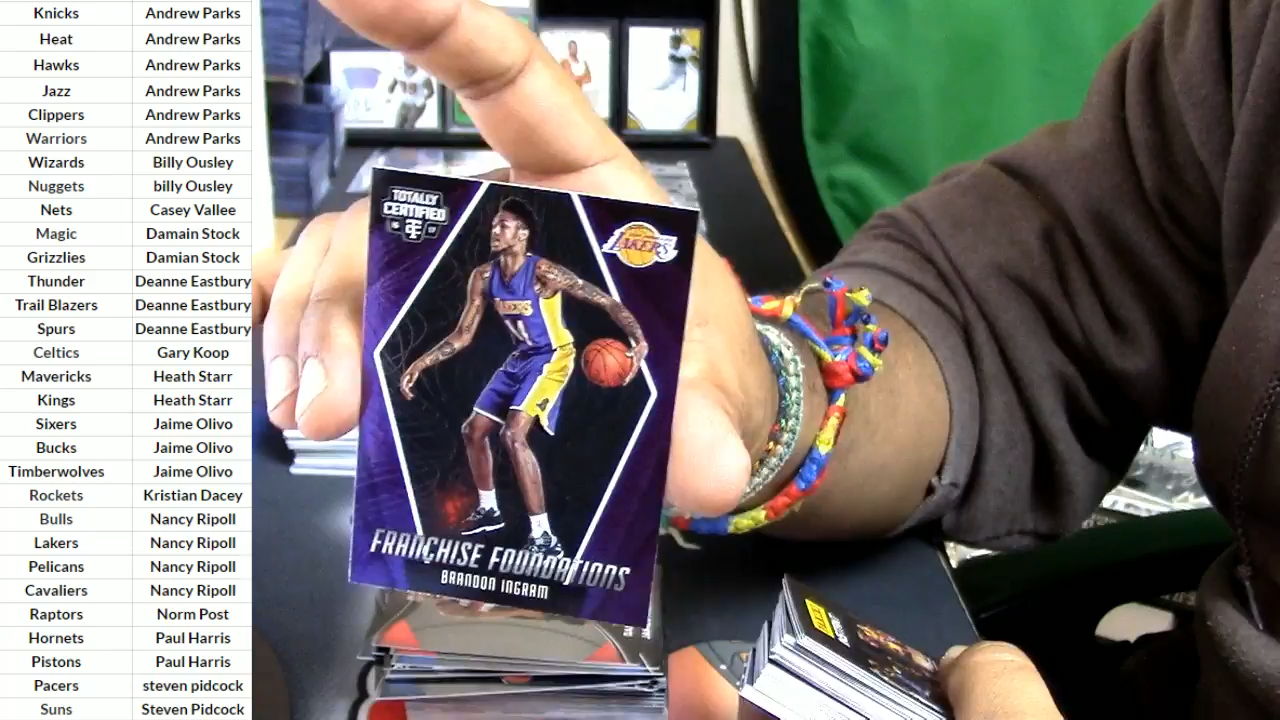 Knicks Andrew Parks
Heat Andrew Parks
Hawks Andrew Parks
Jazz Andrew Parks
Clippers Andrew Parks
Warriors Andrew Parks
Wizards Billy Ousley
Nuggets billy Ousley
Nets Casey Vallee
Magic Damain Stock
Grizzlies Damian Stock
Thunder Deanne Eastbury
Trail Blazers Deanne Eastbury
Spurs Deanne Eastbury
Celtics Gary Koop
Mavericks Heath Starr
Kings Heath Starr
Sixers Jaime Olivo
Bucks Jaime Olivo
Timberwolves Jaime Olivo
Rockets Kristian Dacey
Bulls Nancy Ripoll
Lakers Nancy Ripoll
Pelicans Nancy Ripoll
Cavaliers Nancy Ripoll
Raptors Norm Post
Hornets Paul Harris
Pistons Paul Harris
Pacers steven pidcock
Suns Steven Pidcock
TOTALLY
CERTIFIED
LAKERS
FRANCHISE FOUNDATIONS
BRANDON INGRAM